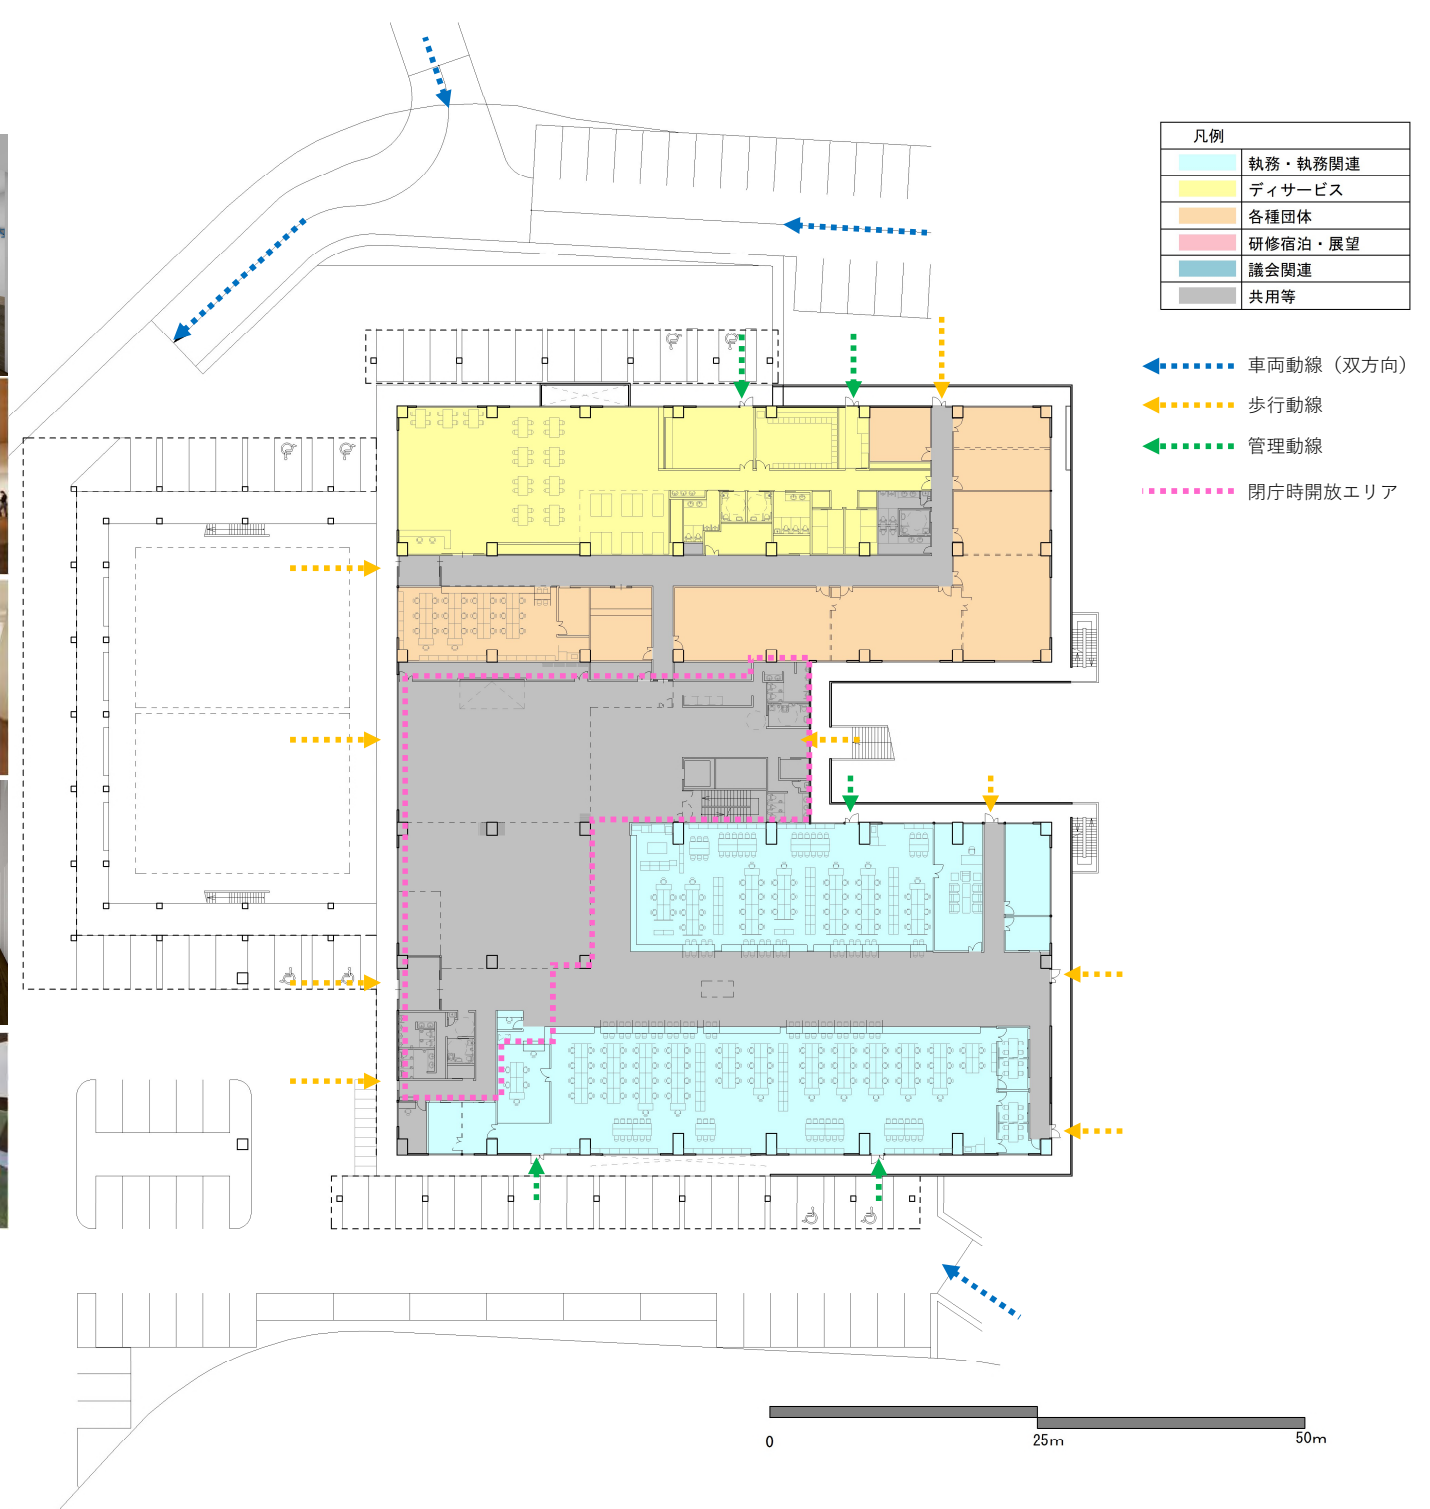 凡例
執務・執務関連
ディサービス
各種団体
研修宿泊・展望
議会関連
共用等
車両動線（双方向）
歩行動線
管理動線
閉庁時開放エリア
0 25m 50m